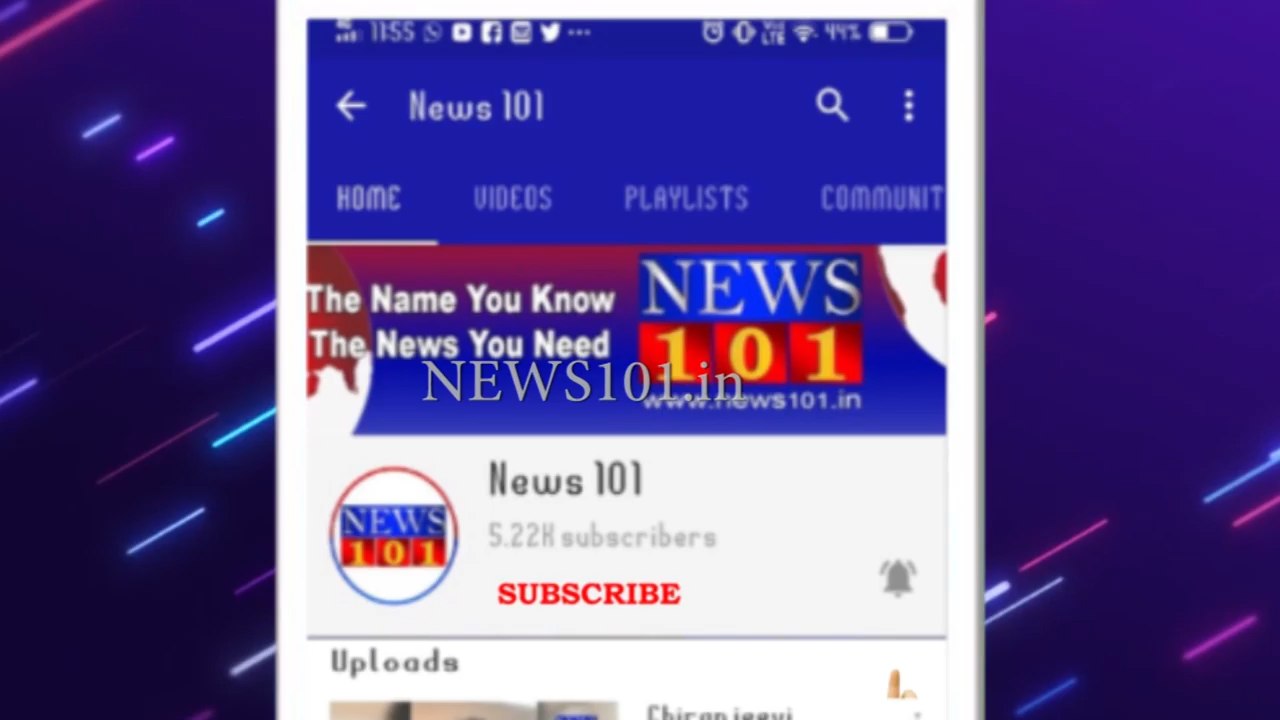 11:55 VoLTE 44%
News 101
HOME VIDEOS PLAYLISTS COMMUNIT
The Name You Know
The News You Need
NEWS
101
www.news101.in
NEWS101.in
News 101
5.22K subscribers
NEWS
101
SUBSCRIBE
Uploads